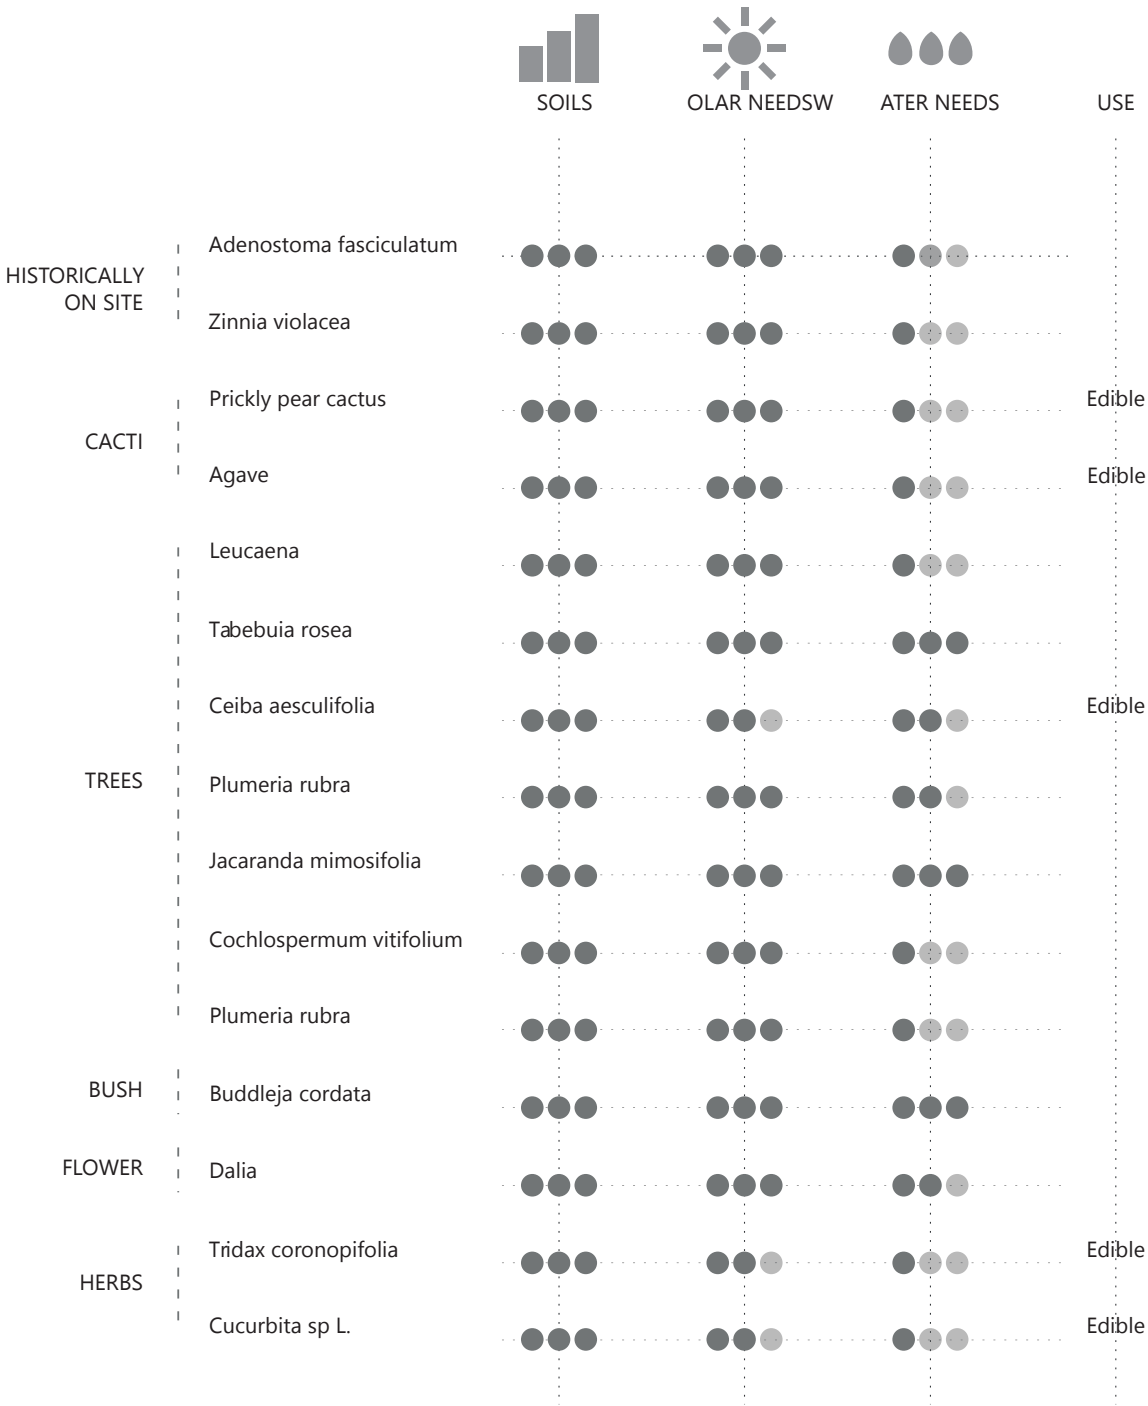 SOILS
OLAR NEEDSW
ATER NEEDS
USE
HISTORICALLY
ON SITE
Adenostoma fasciculatum
Zinnia violacea
CACTI
Prickly pear cactus
Edible
Agave
Edible
TREES
Leucaena
Tabebuia rosea
Ceiba aesculifolia
Edible
Plumeria rubra
Jacaranda mimosifolia
Cochlospermum vitifolium
Plumeria rubra
BUSH
Buddleja cordata
FLOWER
Dalia
HERBS
Tridax coronopifolia
Edible
Cucurbita sp L.
Edible